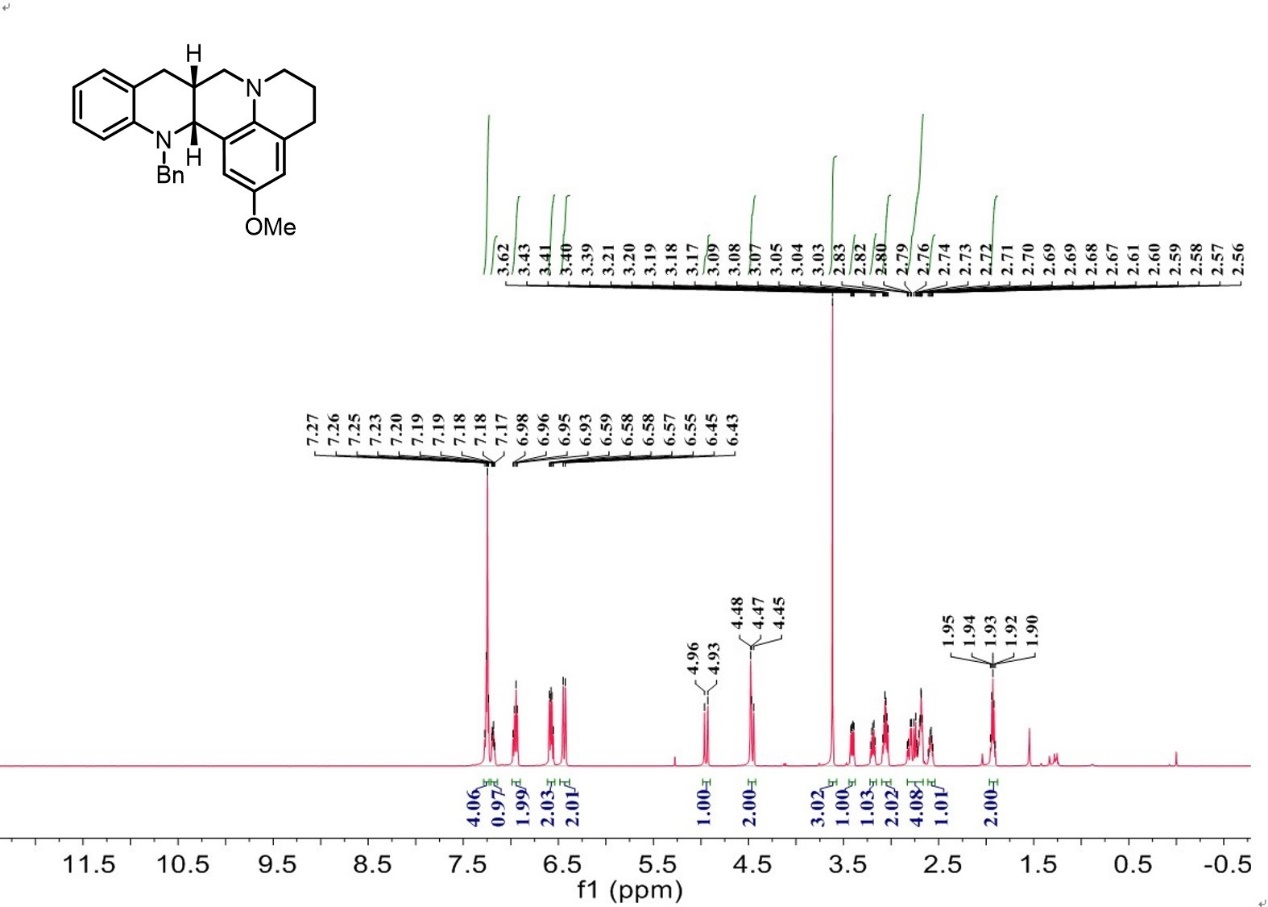 H
N
N
H
Bn
OMe
3.62 3.43 3.41 3.40 3.39 3.21 3.20 3.19 3.18 3.17 3.09 3.08 3.07 3.05 3.04 3.03 2.83 2.82 2.80 2.79 2.76 2.74 2.73 2.72 2.71 2.70 2.69 2.69 2.68 2.67 2.61 2.60 2.59 2.58 2.57 2.56
7.27 7.26 7.25 7.23 7.20 7.19 7.19 7.18 7.18 7.17 6.98 6.96 6.95 6.93 6.59 6.58 6.58 6.57 6.55 6.45 6.43
4.96 4.93
4.48 4.47 4.45
1.95 1.94 1.93 1.92 1.90
4.06 0.97 1.99 2.03 2.01 1.00 2.00 3.02 1.00 1.03 2.02 4.08 1.01 2.00
11.5 10.5 9.5 8.5 7.5 6.5 5.5 4.5 3.5 2.5 1.5 0.5 -0.5
f1 (ppm)